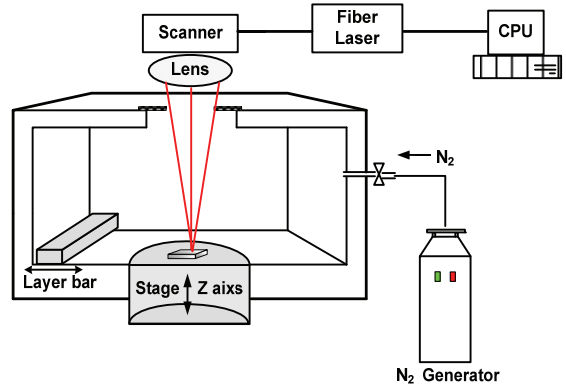 Scanner
Fiber
Laser
CPU
Lens
N₂
Layer bar
Stage
Z aixs
N₂ Generator